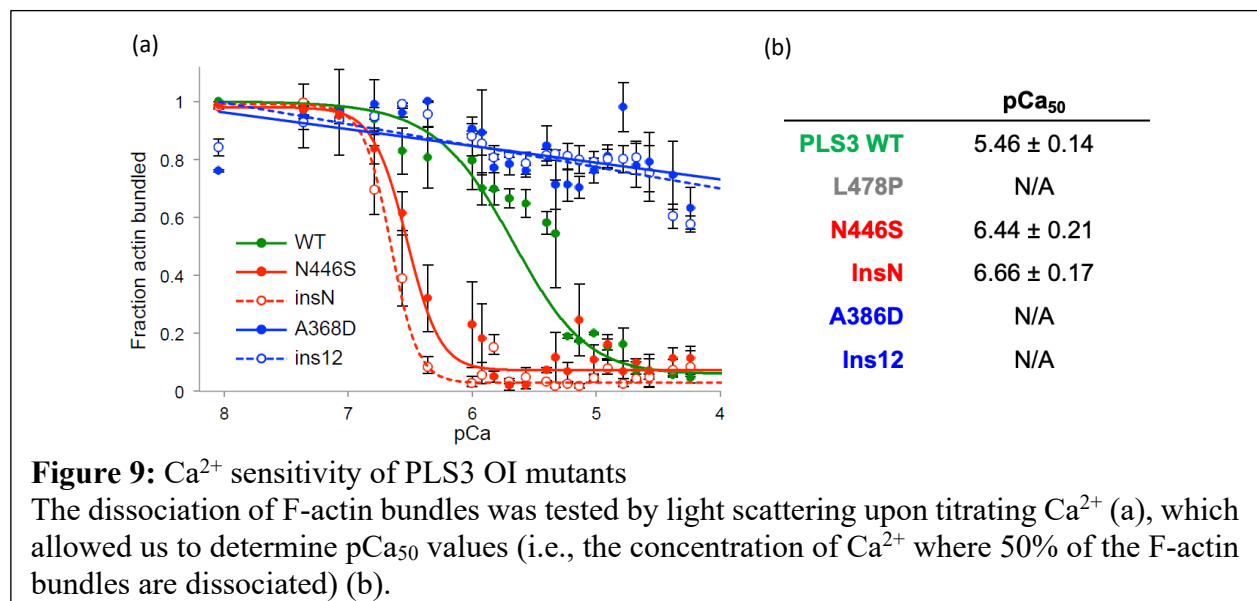 (a)
(b)
Fraction actin bundled
1
0.8
0.6
0.4
0.2
0
WT
N446S
insN
A368D
ins12
8
7
6
5
4
pCa
pCa50
PLS3 WT 5.46 ± 0.14
L478P N/A
N446S 6.44 ± 0.21
InsN 6.66 ± 0.17
A386D N/A
Ins12 N/A
Figure 9: Ca2+ sensitivity of PLS3 OI mutants
The dissociation of F-actin bundles was tested by light scattering upon titrating Ca2+ (a), which
allowed us to determine pCa50 values (i.e., the concentration of Ca2+ where 50% of the F-actin
bundles are dissociated) (b).